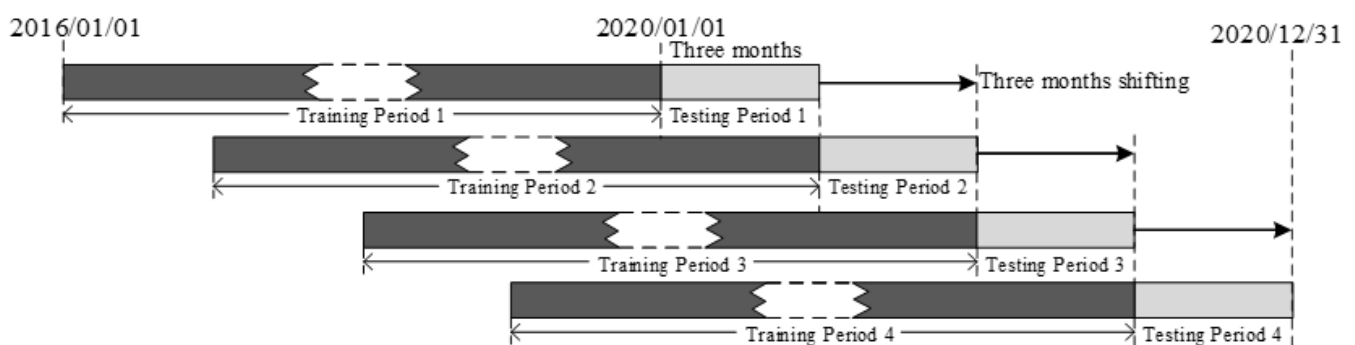 2016/01/01
2020/01/01
2020/12/31
Three months
Three months shifting
Training Period 1
Testing Period 1
Training Period 2
Testing Period 2
Training Period 3
Testing Period 3
Training Period 4
Testing Period 4